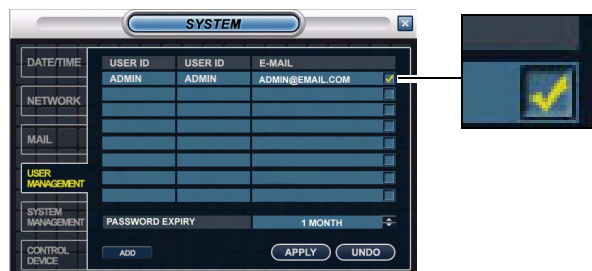 SYSTEM
DATE/TIME
NETWORK
MAIL
USER
MANAGEMENT
SYSTEM
MANAGEMENT
CONTROL
DEVICE
USER ID USER ID E-MAIL
ADMIN ADMIN ADMIN@EMAIL.COM
PASSWORD EXPIRY 1 MONTH
ADD APPLY UNDO